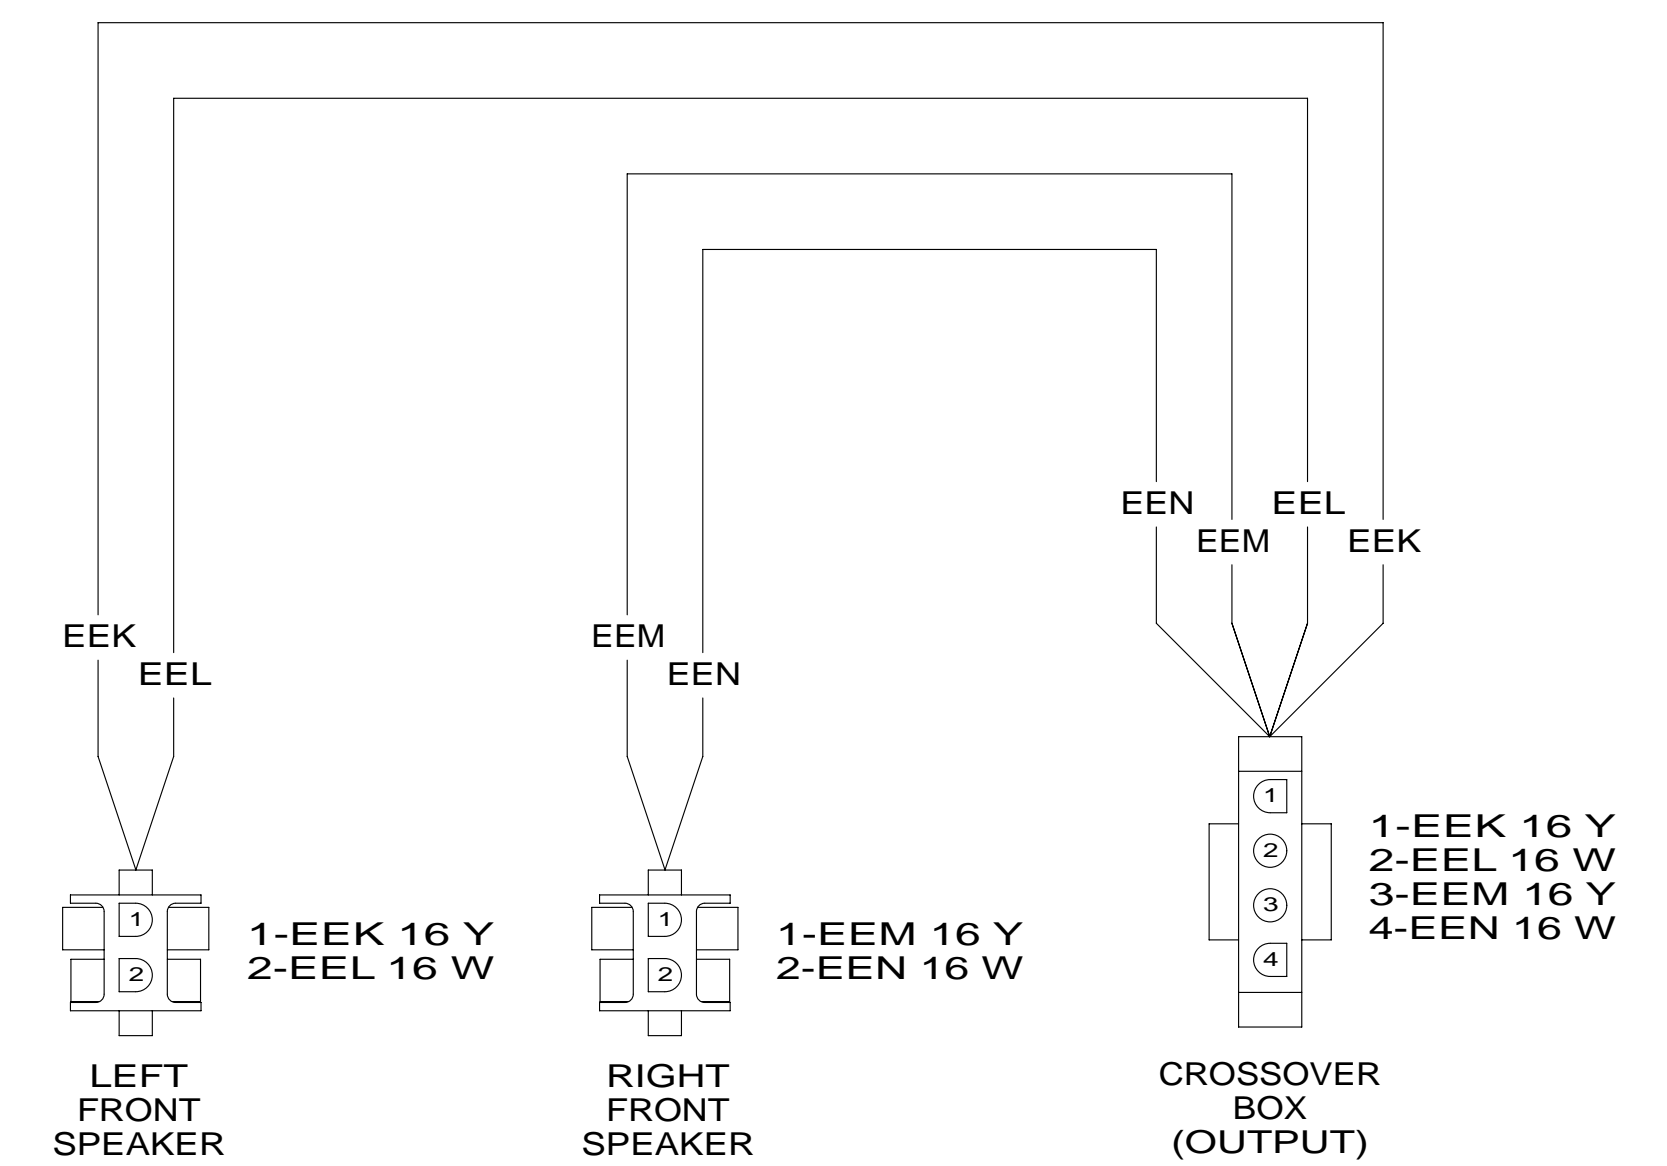 EEN
EEL
EEM
EEK
EEK
EEM
EEL
EEN
1
2
3
4
1-EEK 16 Y
2-EEL 16 W
3-EEM 16 Y
4-EEN 16 W
1
2
1-EEK 16 Y
2-EEL 16 W
1
2
1-EEM 16 Y
2-EEN 16 W
LEFT
FRONT
SPEAKER
RIGHT
FRONT
SPEAKER
CROSSOVER
BOX
(OUTPUT)